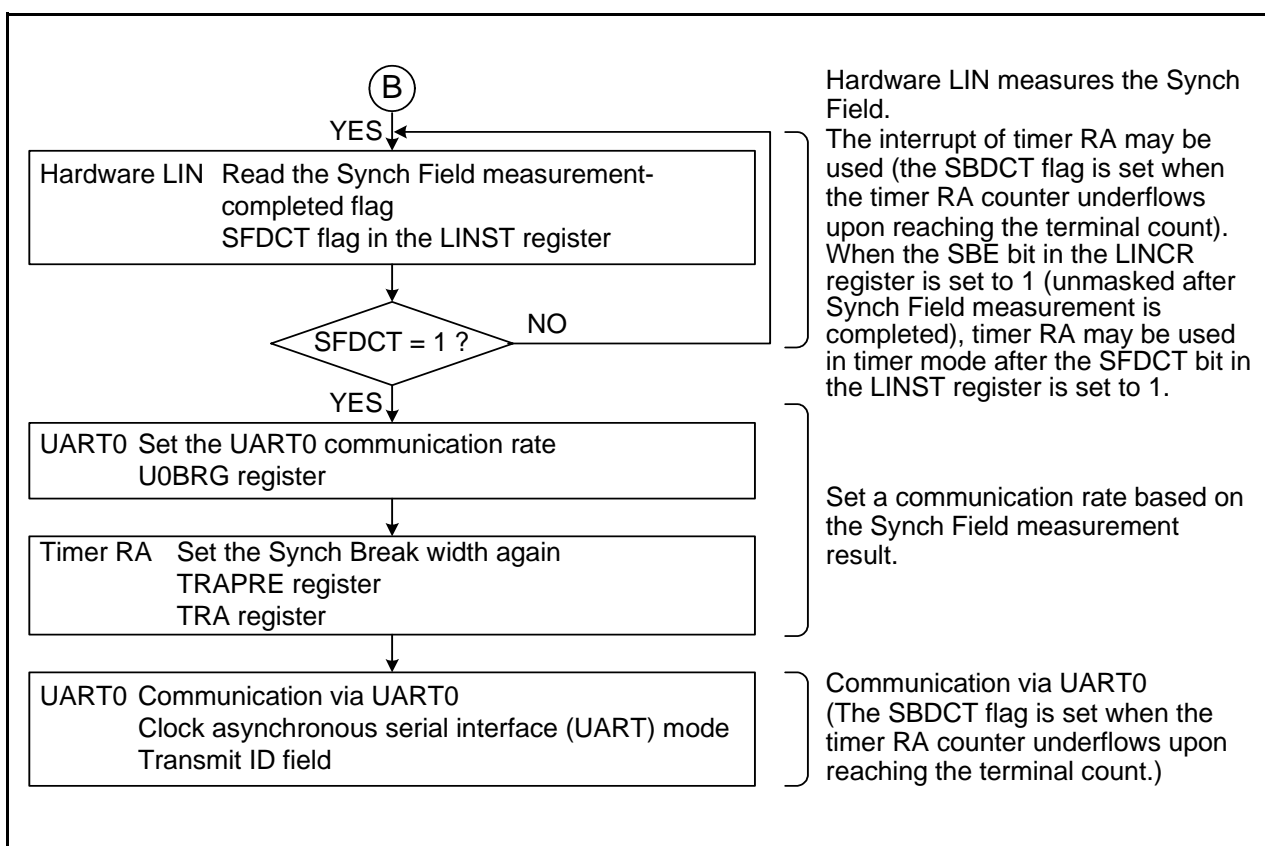 B
YES
Hardware LIN Read the Synch Field measurement-
completed flag
SFDCT flag in the LINST register
SFDCT = 1 ?
NO
YES
Hardware LIN measures the Synch
Field.
The interrupt of timer RA may be
used (the SBDCT flag is set when
the timer RA counter underflows
upon reaching the terminal count).
When the SBE bit in the LINCR
register is set to 1 (unmasked after
Synch Field measurement is
completed), timer RA may be used
in timer mode after the SFDCT bit in
the LINST register is set to 1.
UART0 Set the UART0 communication rate
U0BRG register
Timer RA Set the Synch Break width again
TRAPRE register
TRA register
Set a communication rate based on
the Synch Field measurement
result.
UART0 Communication via UART0
Clock asynchronous serial interface (UART) mode
Transmit ID field
Communication via UART0
(The SBDCT flag is set when the
timer RA counter underflows upon
reaching the terminal count.)